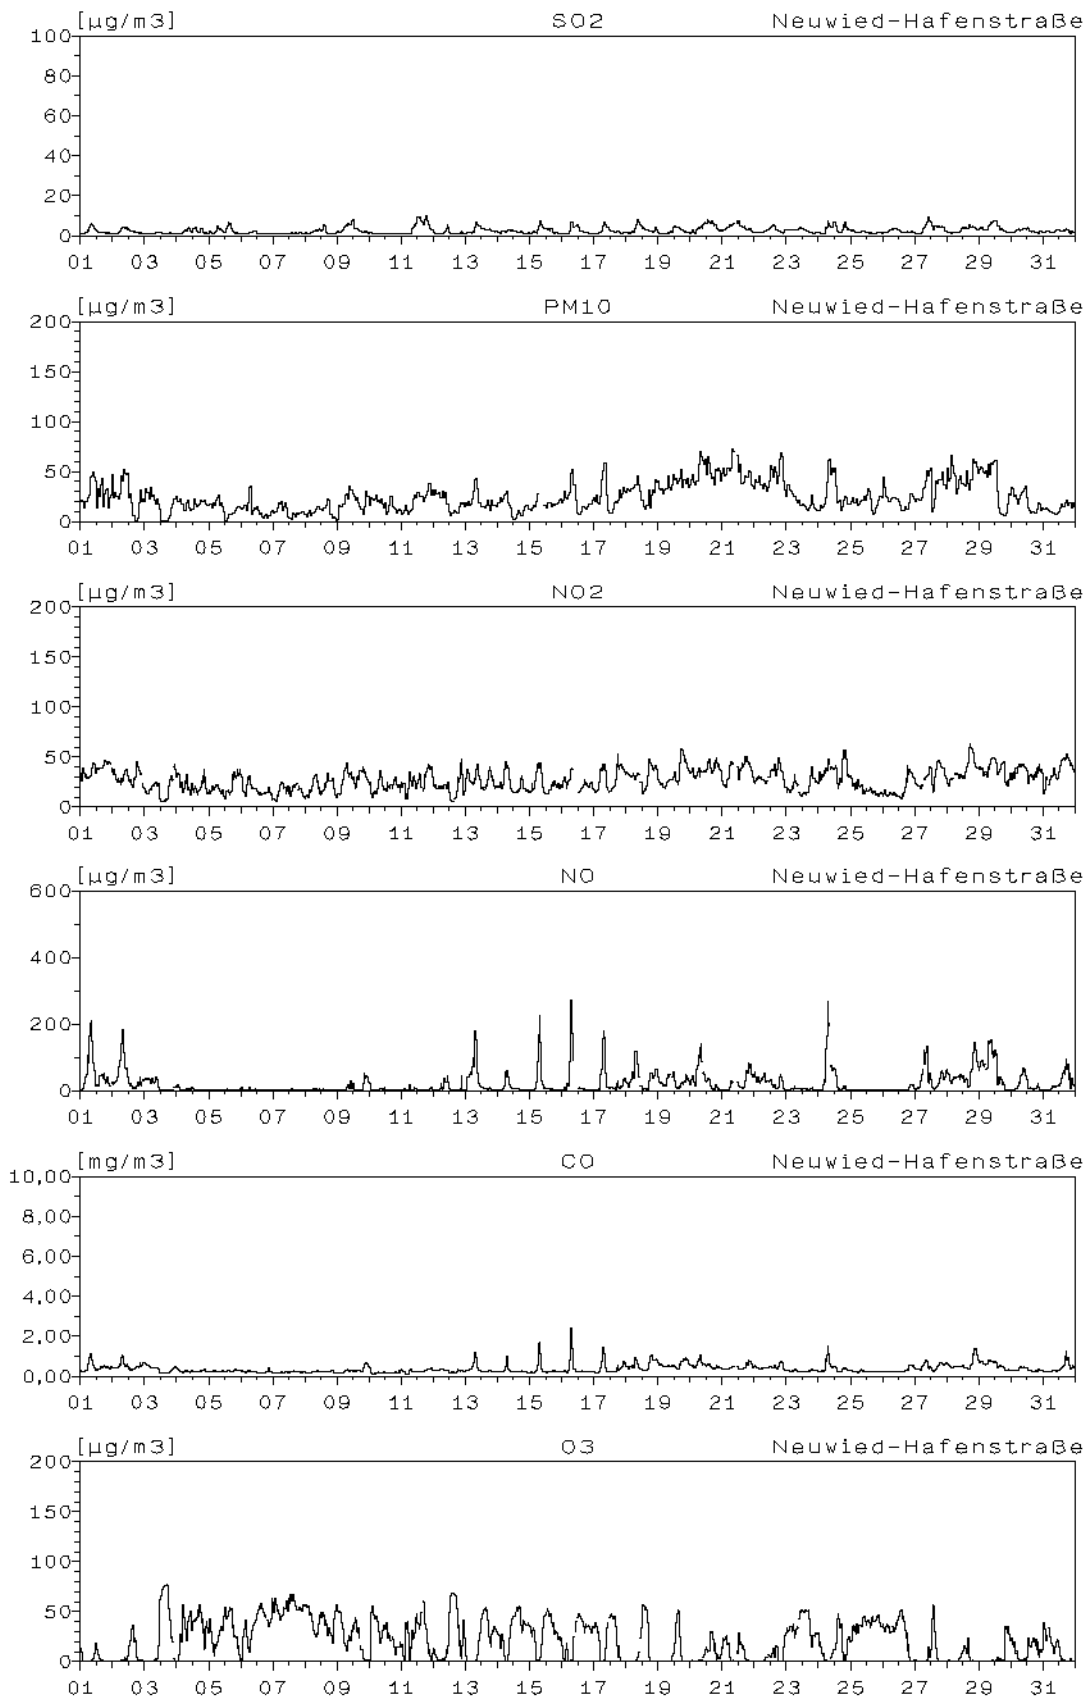 [µg/m3] SO2 Neuwied-Hafenstraße
100
80
60
40
20
0
01 03 05 07 09 11 13 15 17 19 21 23 25 27 29 31
[µg/m3] PM10 Neuwied-Hafenstraße
200
150
100
50
0
01 03 05 07 09 11 13 15 17 19 21 23 25 27 29 31
[µg/m3] NO2 Neuwied-Hafenstraße
200
150
100
50
0
01 03 05 07 09 11 13 15 17 19 21 23 25 27 29 31
[µg/m3] NO Neuwied-Hafenstraße
600
400
200
0
01 03 05 07 09 11 13 15 17 19 21 23 25 27 29 31
[mg/m3] CO Neuwied-Hafenstraße
10,00
8,00
6,00
4,00
2,00
0,00
01 03 05 07 09 11 13 15 17 19 21 23 25 27 29 31
[µg/m3] O3 Neuwied-Hafenstraße
200
150
100
50
0
01 03 05 07 09 11 13 15 17 19 21 23 25 27 29 31